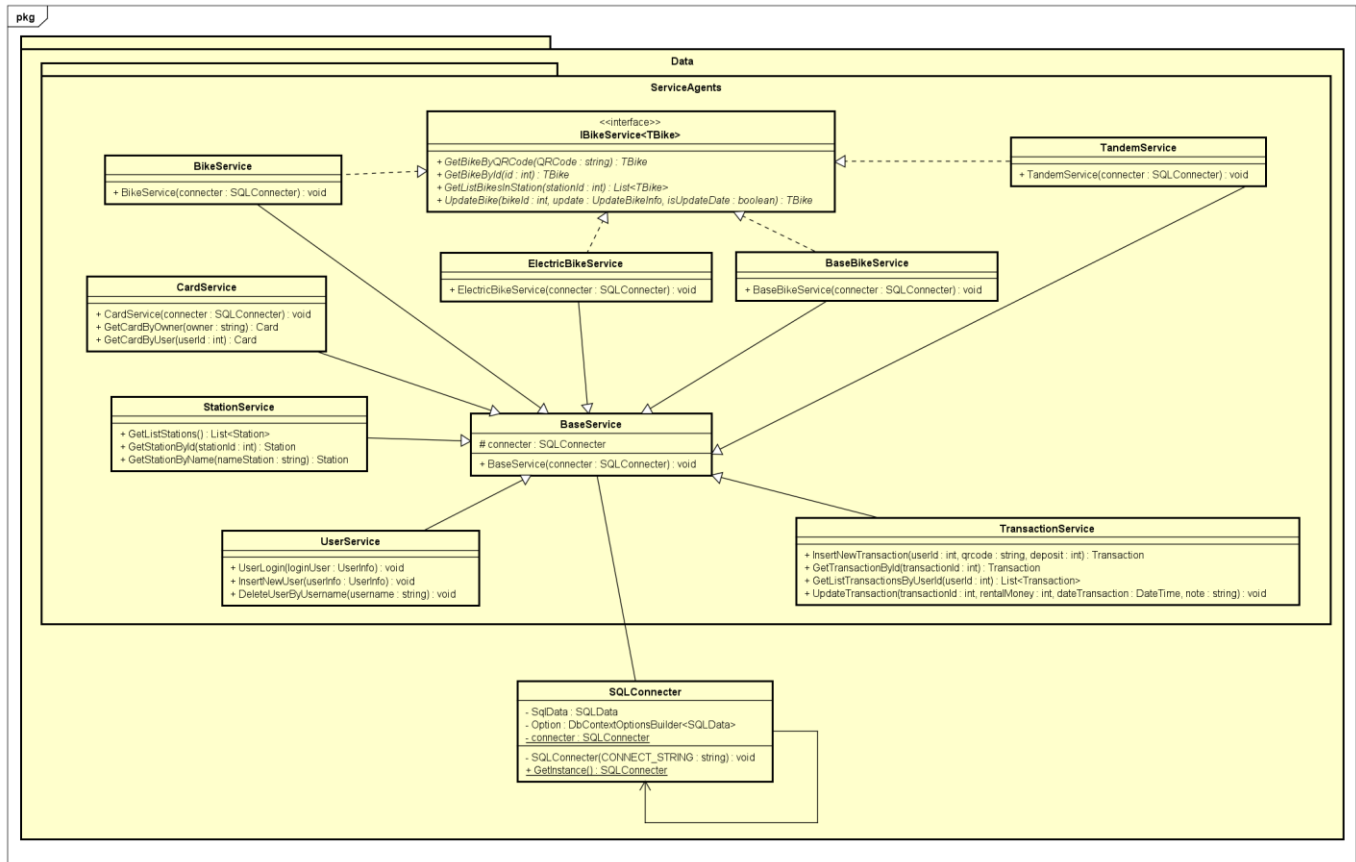 pkg
Data
ServiceAgents
<<interface>>
IBikeService<TBike>
+ GetBikeByQRCode(QRCode : string) : TBike
+ GetBikeById(id : int) : TBike
+ GetListBikesInStation(stationId : int) : List<TBike>
+ UpdateBike(bikeId : int, update : UpdateBikeInfo, isUpdateDate : boolean) : TBike
BikeService
+ BikeService(connecter : SQLConnecter) : void
TandemService
+ TandemService(connecter : SQLConnecter) : void
ElectricBikeService
+ ElectricBikeService(connecter : SQLConnecter) : void
BaseBikeService
+ BaseBikeService(connecter : SQLConnecter) : void
CardService
+ CardService(connecter : SQLConnecter) : void
+ GetCardByOwner(owner : string) : Card
+ GetCardByUser(userId : int) : Card
StationService
+ GetListStations() : List<Station>
+ GetStationById(stationId : int) : Station
+ GetStationByName(nameStation : string) : Station
BaseService
# connecter : SQLConnecter
+ BaseService(connecter : SQLConnecter) : void
UserService
+ UserLogin(loginUser : UserInfo) : void
+ InsertNewUser(userInfo : UserInfo) : void
+ DeleteUserByUsername(username : string) : void
TransactionService
+ InsertNewTransaction(userId : int, qrcode : string, deposit : int) : Transaction
+ GetTransactionById(transactionId : int) : Transaction
+ GetListTransactionsByUserId(userId : int) : List<Transaction>
+ UpdateTransaction(transactionId : int, rentalMoney : int, dateTransaction : DateTime, note : string) : void
SQLConnecter
- SqlData : SQLData
- Option : DbContextOptionsBuilder<SQLData>
- connecter : SQLConnecter
- SQLConnecter(CONNECT_STRING : string) : void
+ GetInstance() : SQLConnecter